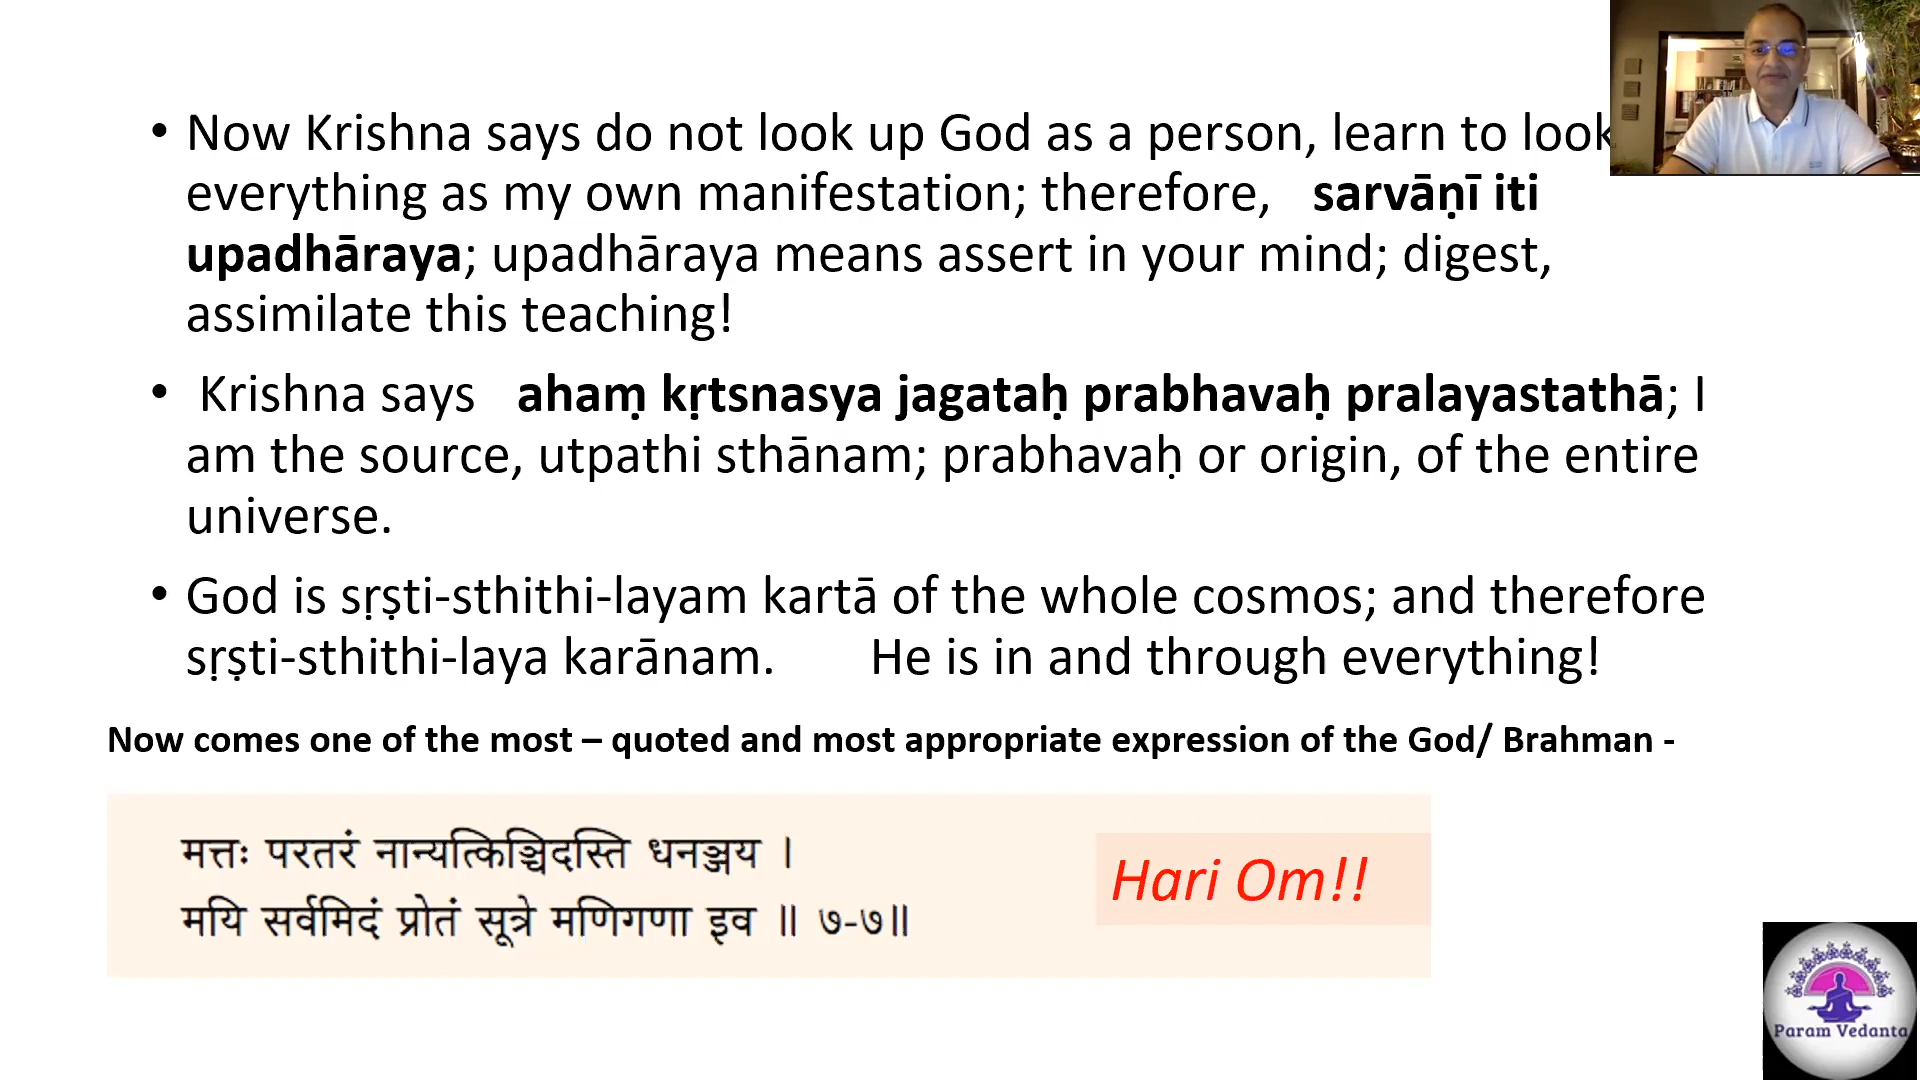 • Now Krishna says do not look up God as a person, learn to look
everything as my own manifestation; therefore, sarvāṇī iti
upadhāraya; upadhāraya means assert in your mind; digest,
assimilate this teaching!
• Krishna says ahaṃ kṛtsnasya jagataḥ prabhavaḥ pralayastathā; I
am the source, utpathi sthānam; prabhavaḥ or origin, of the entire
universe.
• God is sṛṣti-sthithi-layam kartā of the whole cosmos; and therefore
sṛṣti-sthithi-laya karānam. He is in and through everything!
Now comes one of the most – quoted and most appropriate expression of the God/ Brahman -
मत्तः परतरं नान्यत्किञ्चिदस्ति धनञ्जय ।
मयि सर्वमिदं प्रोतं सूत्रे मणिगणा इव ॥ ७-७॥
Hari Om!!
Param Vedanta